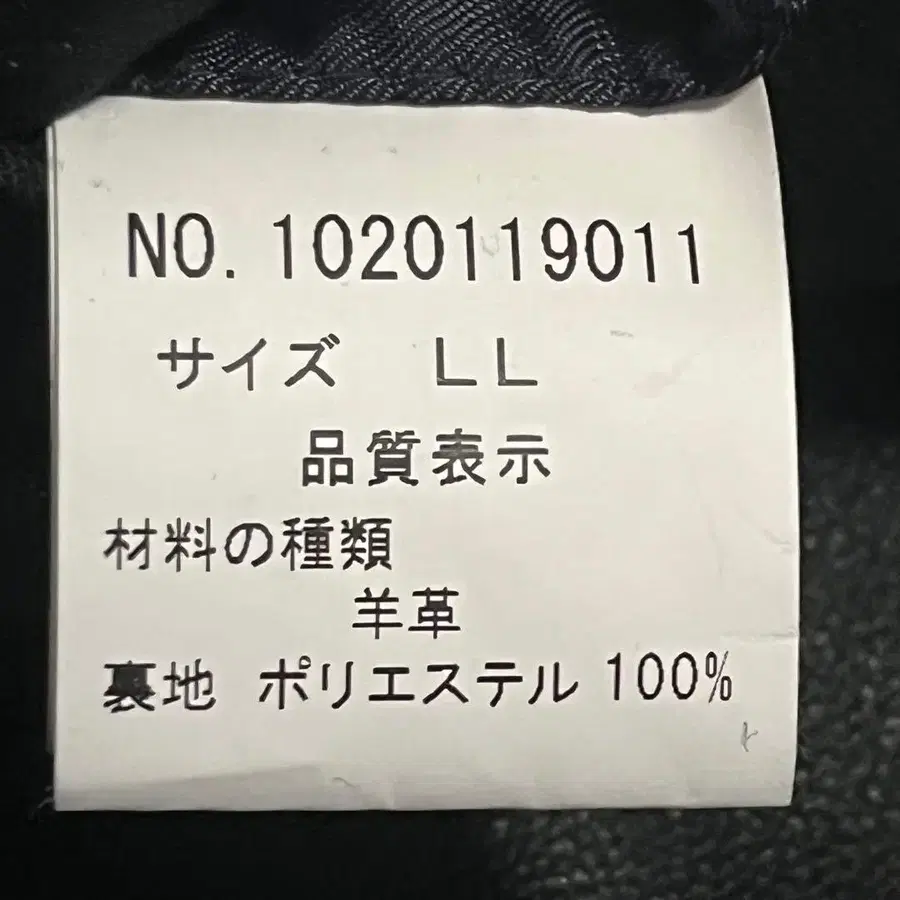 NO. 1020119011
サイズ　LL
品質表示
材料の種類
羊革
裏地 ポリエステル 100%